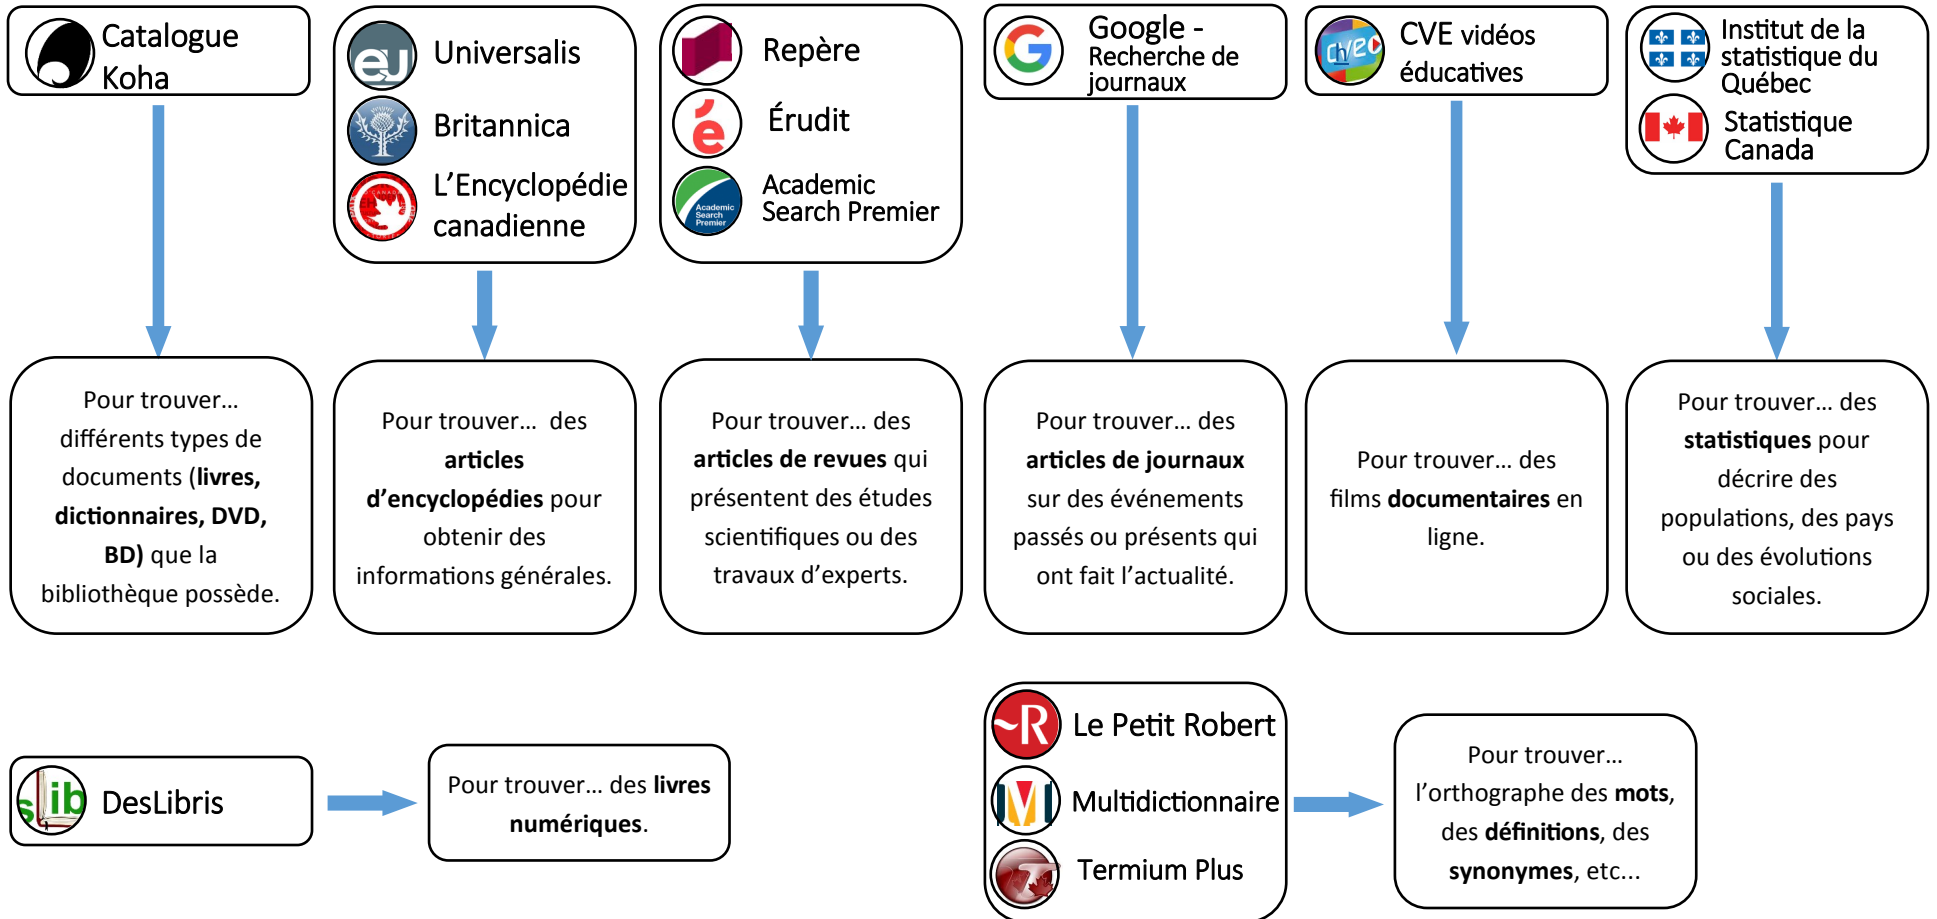 Catalogue
Koha
Universalis
Britannica
L’Encyclopédie
canadienne
Repère
Érudit
Academic
Search
Premier
Academic
Search Premier
Google -
Recherche de
journaux
CVE vidéos
éducatives
Institut de la
statistique du
Québec
Statistique
Canada
Pour trouver…
différents types de
documents (livres,
dictionnaires, DVD,
BD) que la
bibliothèque possède.
Pour trouver… des
articles
d’encyclopédies pour
obtenir des
informations générales.
Pour trouver… des
articles de revues qui
présentent des études
scientifiques ou des
travaux d’experts.
Pour trouver… des
articles de journaux
sur des événements
passés ou présents qui
ont fait l’actualité.
Pour trouver… des
films documentaires en
ligne.
Pour trouver… des
statistiques pour
décrire des
populations, des pays
ou des évolutions
sociales.
DesLibris
Pour trouver… des livres
numériques.
Le Petit Robert
Multidictionnaire
Termium Plus
Pour trouver…
l’orthographe des mots,
des définitions, des
synonymes, etc...